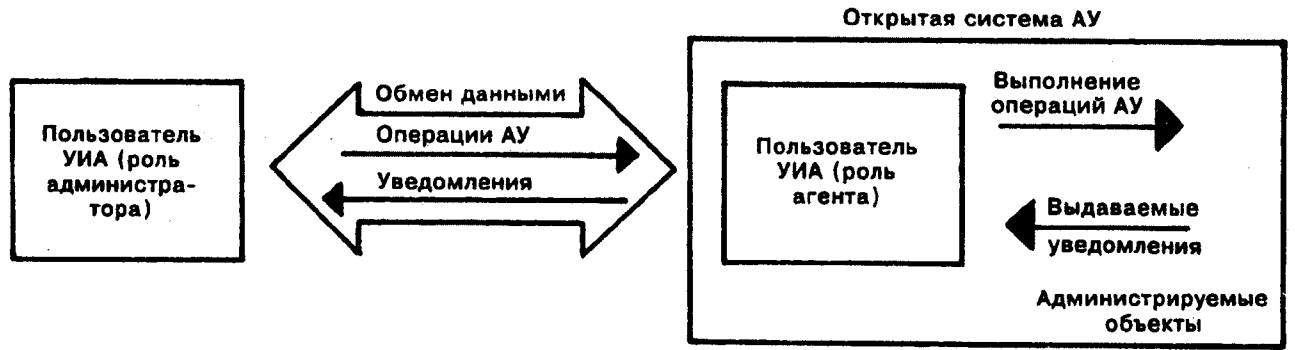 Открытая система АУ
Пользователь
УИА (роль
администра-
тора)
Обмен данными
Операции АУ
Уведомления
Пользователь
УИА (роль
агента)
Выполнение
операций АУ
Выдаваемые
уведомления
Администрируемые
объекты